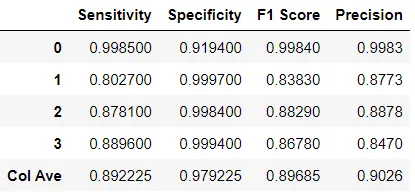 Sensitivity Specificity F1 Score Precision
0 0.998500 0.919400 0.99840 0.9983
1 0.802700 0.999700 0.83830 0.8773
2 0.878100 0.998400 0.88290 0.8878
3 0.889600 0.999400 0.86780 0.8470
Col Ave 0.892225 0.979225 0.89685 0.9026